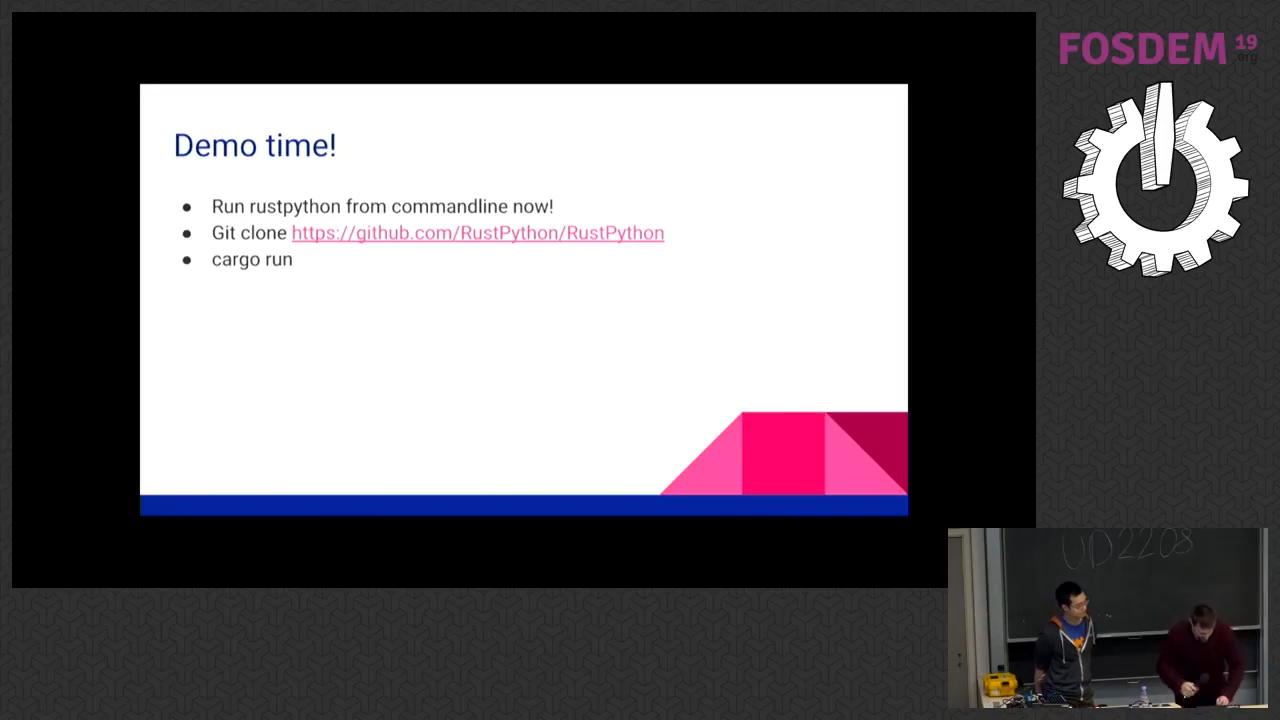 Demo time!
● Run rustpython from commandline now!
● Git clone https://github.com/RustPython/RustPython
● cargo run
FOSDEM 19
.org
UD2208